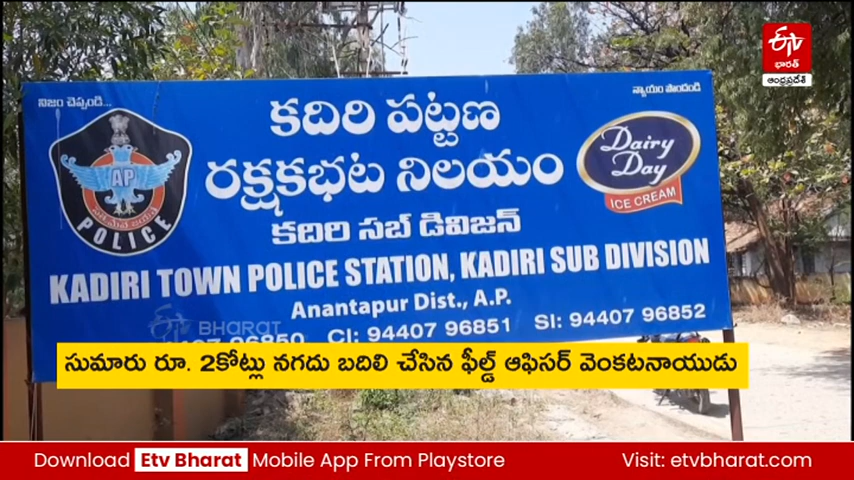 ETV
భారత్
ఆంధ్రప్రదేశ్
నిజం చెప్పండి...
న్యాయం పొందండి
కదిరి పట్టణ
రక్షకభట నిలయం
కదిరి సబ్ డివిజన్
AP
POLICE
Dairy
Day
ICE CREAM
KADIRI TOWN POLICE STATION, KADIRI SUB DIVISION
Anantapur Dist., A.P.
BHARAT
96850 CI: 94407 96851 SI: 94407 96852
సుమారు రూ. 2కోట్లు నగదు బదిలి చేసిన ఫీల్డ్ ఆఫిసర్ వెంకటనాయుడు
Download Etv Bharat Mobile App From Playstore
Visit: etvbharat.com